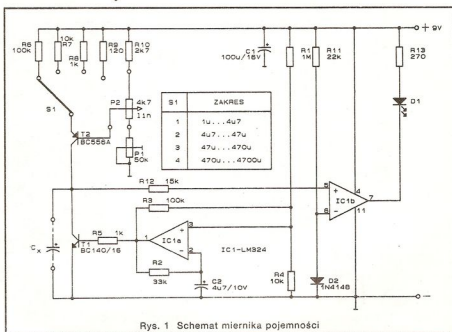 + 9V
R6
100k
10k
R7
R8
1k
R9
120
R10
2k7
C1
100u/16V
R1
1M
R11
22k
R13
270
S1
P2
4k7
lin
S1 ZAKRES
1 1u...4u7
2 4u7...47u
3 47u...470u
4 470u...4700u
D1
T2
BC556A
P1
50k
R12 15k
R3 100k
5
4
7
6
11
IC1b
Cx
T1
BC140/16
R5 1k
1
IC1a
3
2
IC1-LM324
R2
33k
C2
4u7/10V
R4
10k
D2
1N4148
Rys. 1 Schemat miernika pojemności